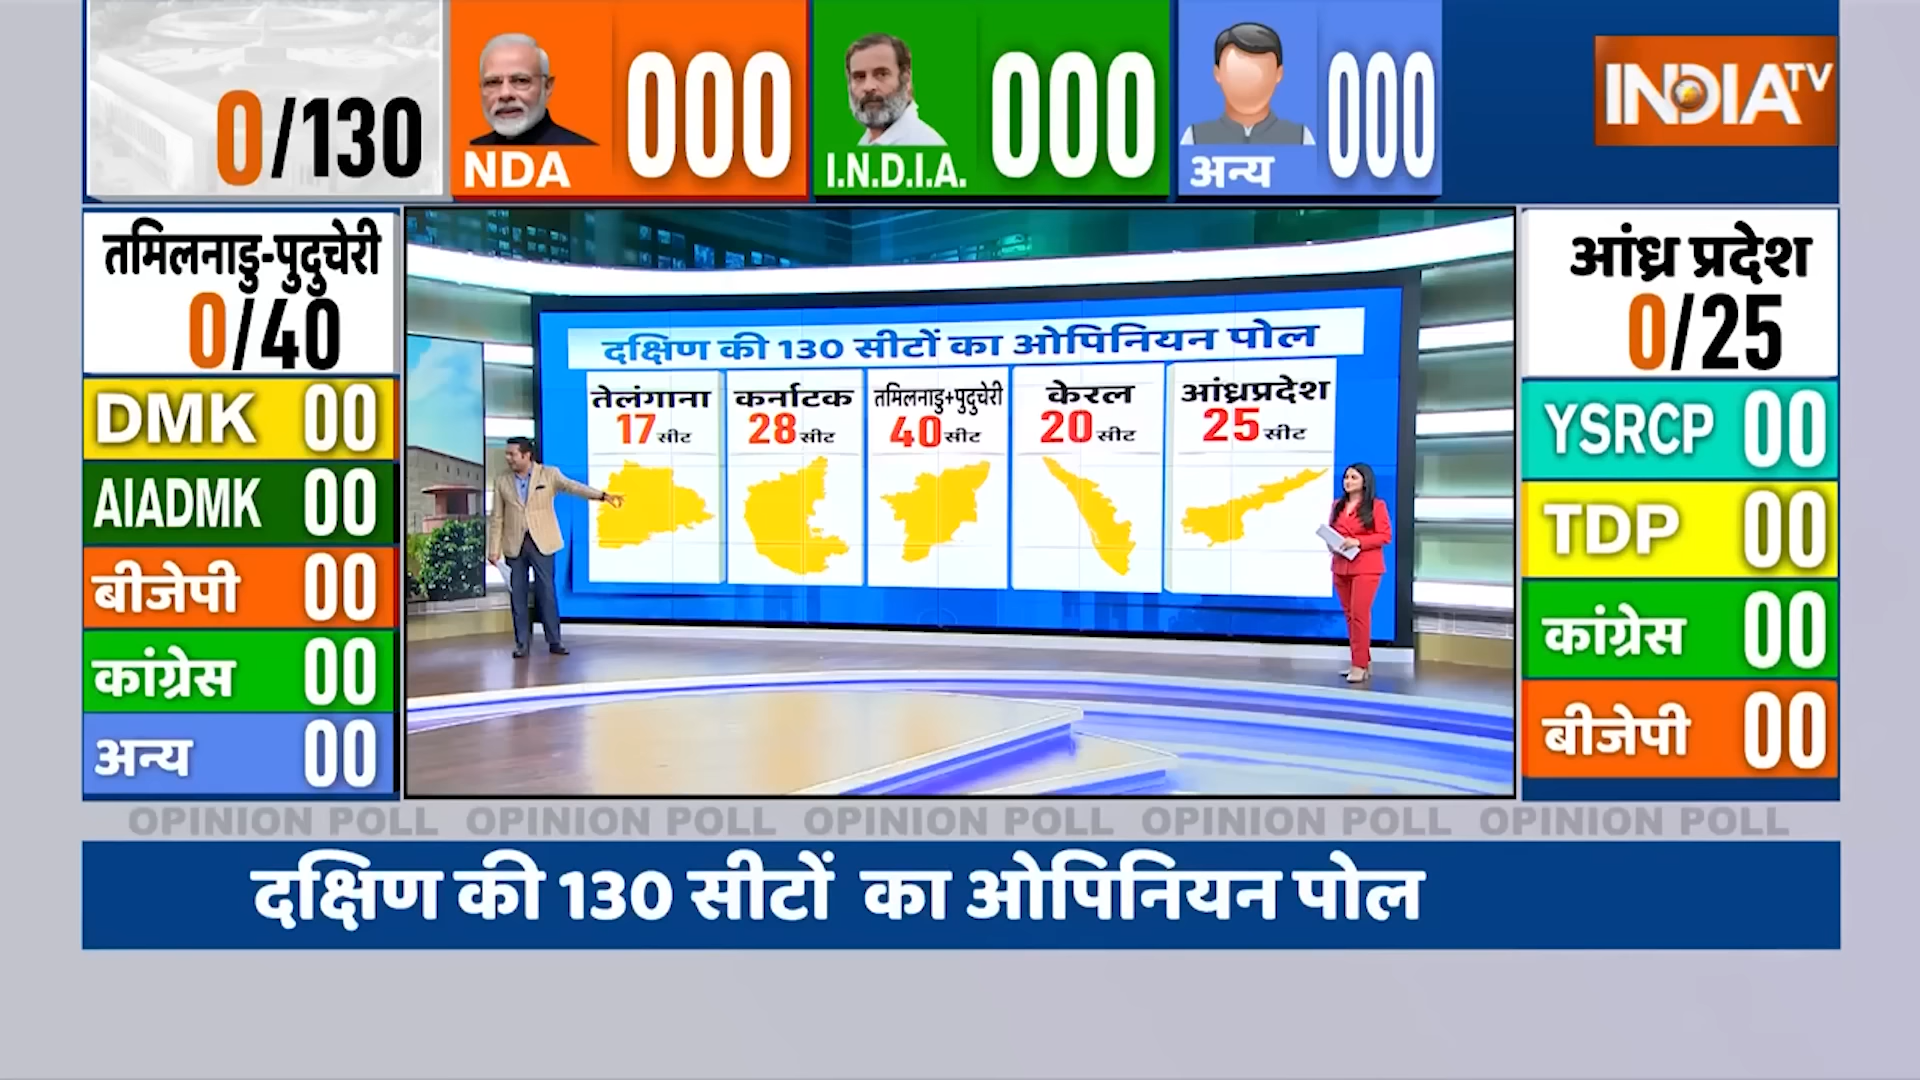 0/130
NDA 000
I.N.D.I.A. 000
अन्य 000
INDIA TV
तमिलनाडु-पुदुचेरी
0/40
DMK 00
AIADMK 00
बीजेपी 00
कांग्रेस 00
अन्य 00
दक्षिण की 130 सीटों का ओपिनियन पोल
तेलंगाना
17 सीट
कर्नाटक
28 सीट
तमिलनाडु+पुदुचेरी
40 सीट
केरल
20 सीट
आंध्रप्रदेश
25 सीट
आंध्र प्रदेश
0/25
YSRCP 00
TDP 00
कांग्रेस 00
बीजेपी 00
OPINION POLL OPINION POLL OPINION POLL OPINION POLL OPINION POLL
दक्षिण की 130 सीटों का ओपिनियन पोल